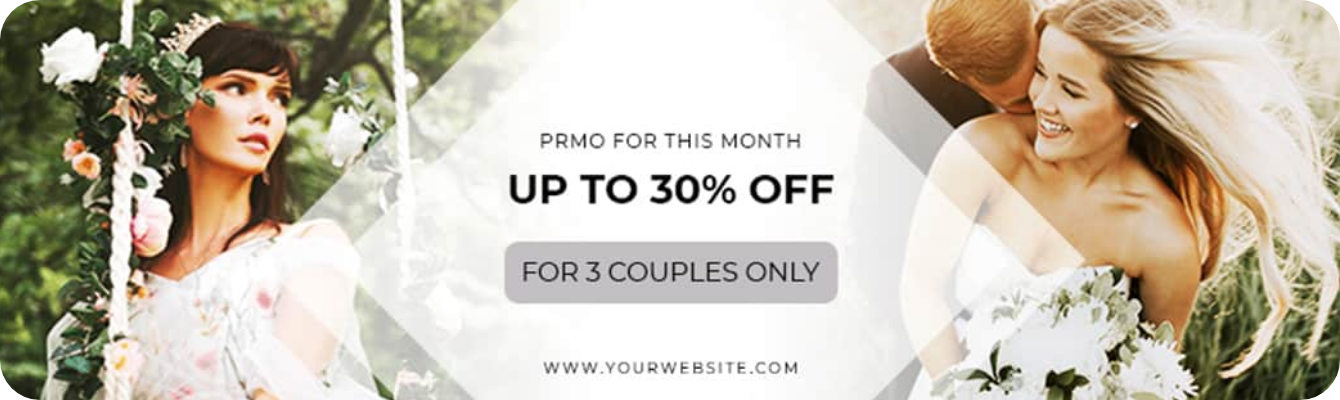 PRMO FOR THIS MONTH
UP TO 30% OFF
FOR 3 COUPLES ONLY
WWW.YOURWEBSITE.COM